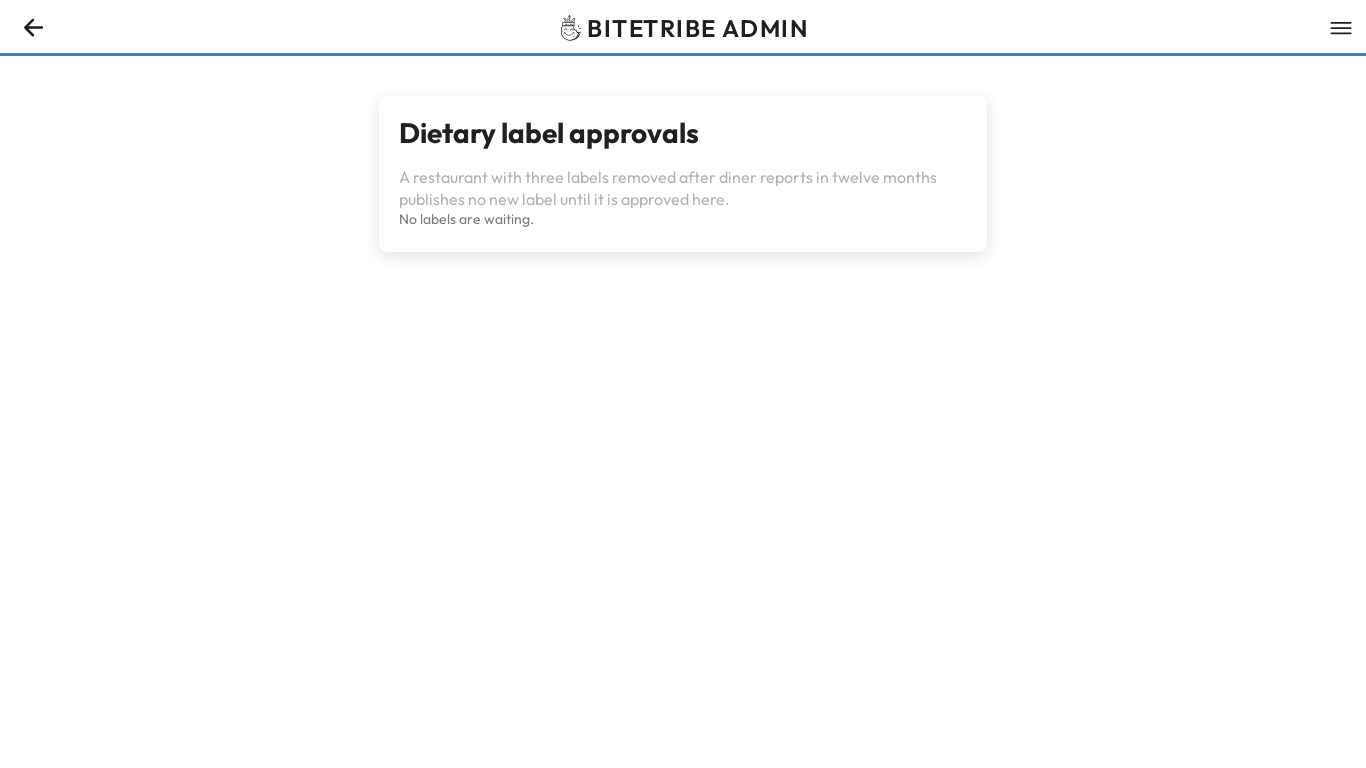 BITETRIBE ADMIN
Dietary label approvals
A restaurant with three labels removed after diner reports in twelve months
publishes no new label until it is approved here.
No labels are waiting.